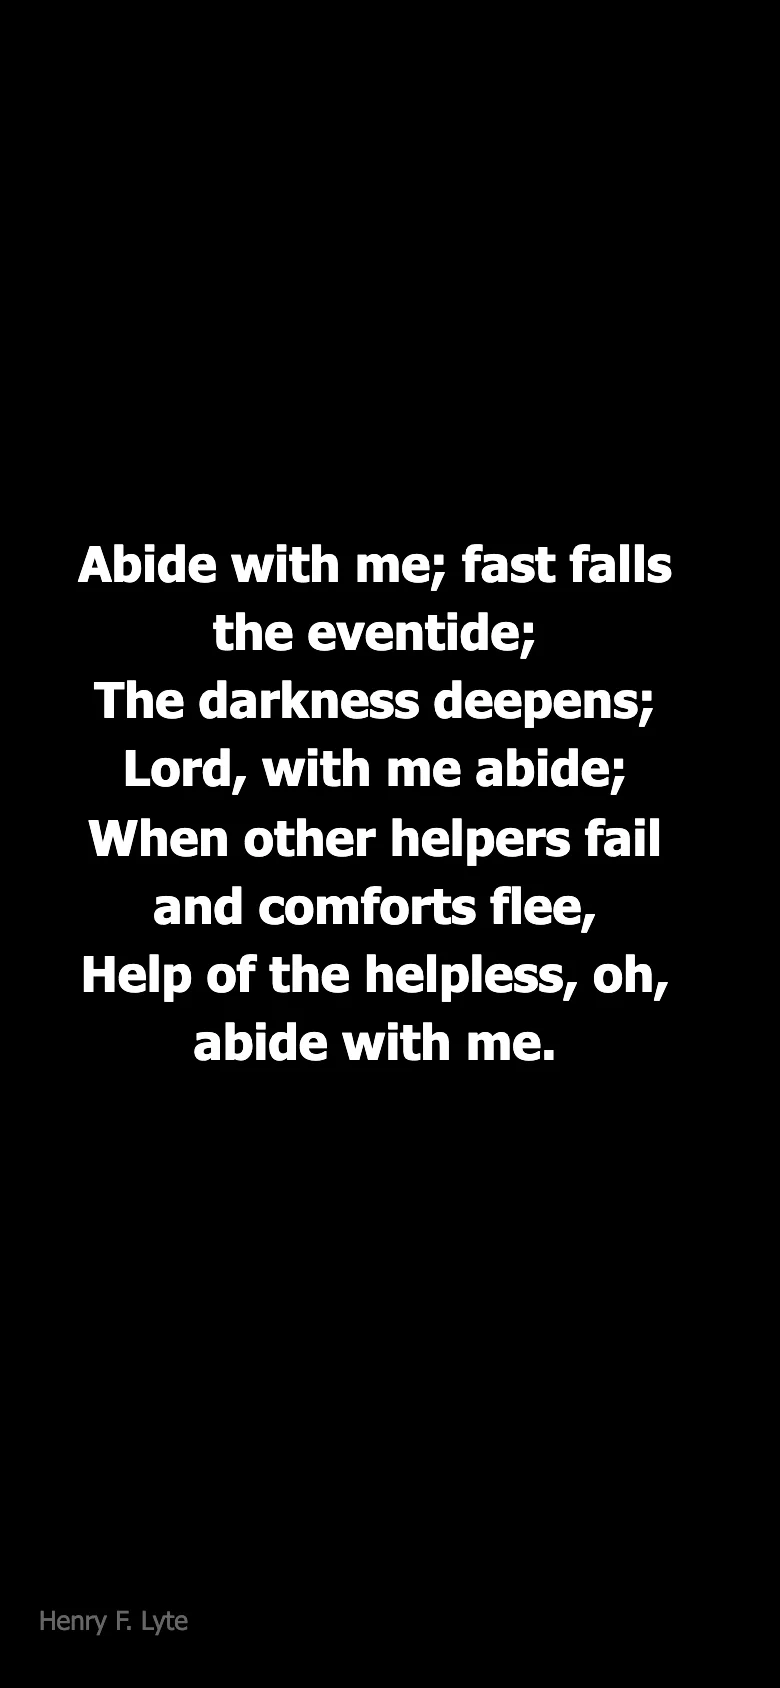 Abide with me; fast falls
the eventide;
The darkness deepens;
Lord, with me abide;
When other helpers fail
and comforts flee,
Help of the helpless, oh,
abide with me.
Henry F. Lyte